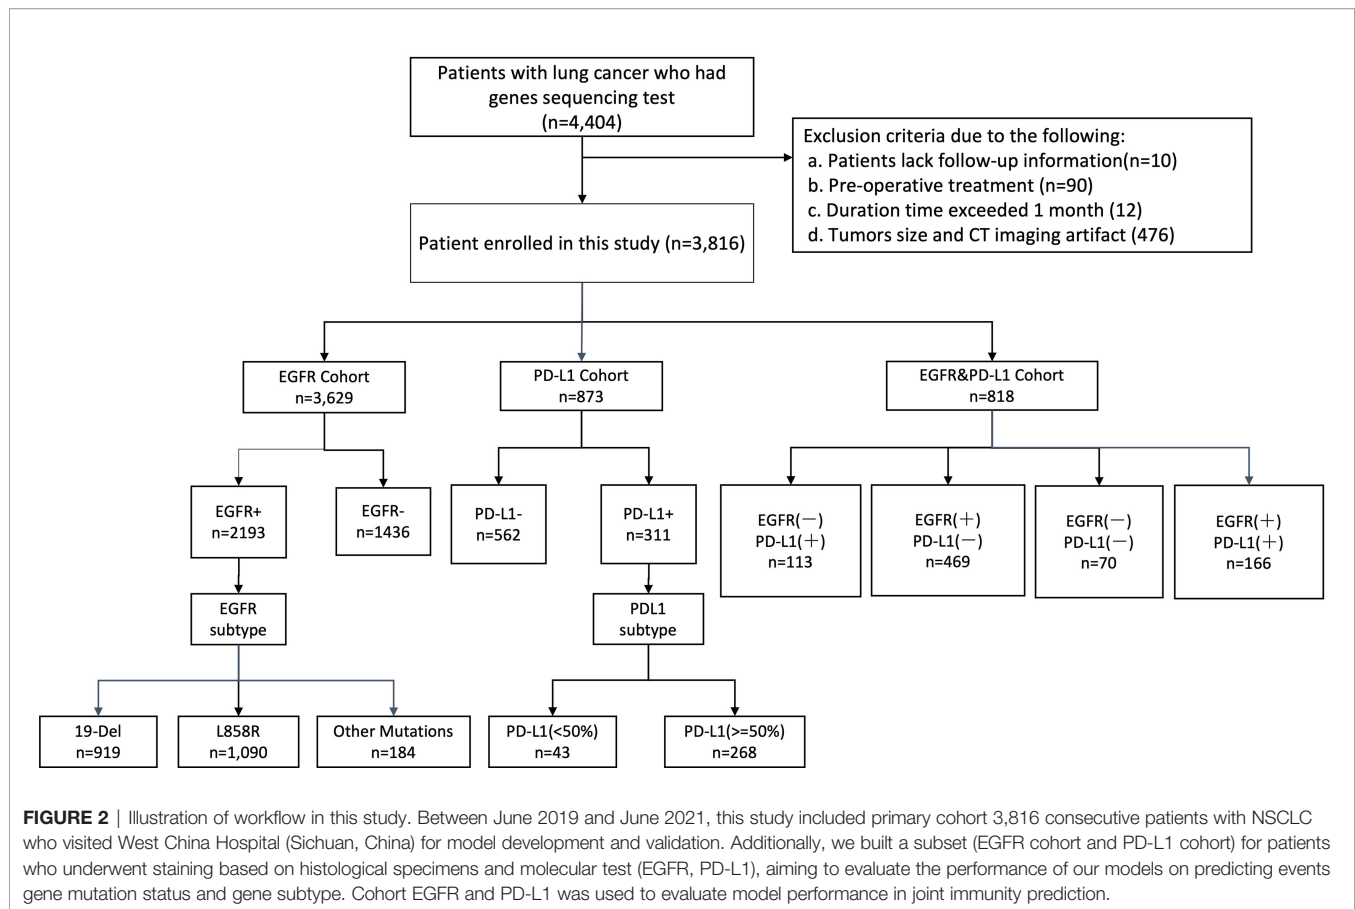 Patients with lung cancer who had
genes sequencing test
(n=4,404)
Exclusion criteria due to the following:
a. Patients lack follow-up information(n=10)
b. Pre-operative treatment (n=90)
c. Duration time exceeded 1 month (12)
d. Tumors size and CT imaging artifact (476)
Patient enrolled in this study (n=3,816)
EGFR Cohort
n=3,629
PD-L1 Cohort
n=873
EGFR&PD-L1 Cohort
n=818
EGFR+
n=2193
EGFR-
n=1436
PD-L1-
n=562
PD-L1+
n=311
EGFR(−)
PD-L1(+)
n=113
EGFR(+)
PD-L1(−)
n=469
EGFR(−)
PD-L1(−)
n=70
EGFR(+)
PD-L1(+)
n=166
EGFR
subtype
PDL1
subtype
19-Del
n=919
L858R
n=1,090
Other Mutations
n=184
PD-L1(<50%)
n=43
PD-L1(>=50%)
n=268
FIGURE 2 | Illustration of workflow in this study. Between June 2019 and June 2021, this study included primary cohort 3,816 consecutive patients with NSCLC
who visited West China Hospital (Sichuan, China) for model development and validation. Additionally, we built a subset (EGFR cohort and PD-L1 cohort) for patients
who underwent staining based on histological specimens and molecular test (EGFR, PD-L1), aiming to evaluate the performance of our models on predicting events
gene mutation status and gene subtype. Cohort EGFR and PD-L1 was used to evaluate model performance in joint immunity prediction.